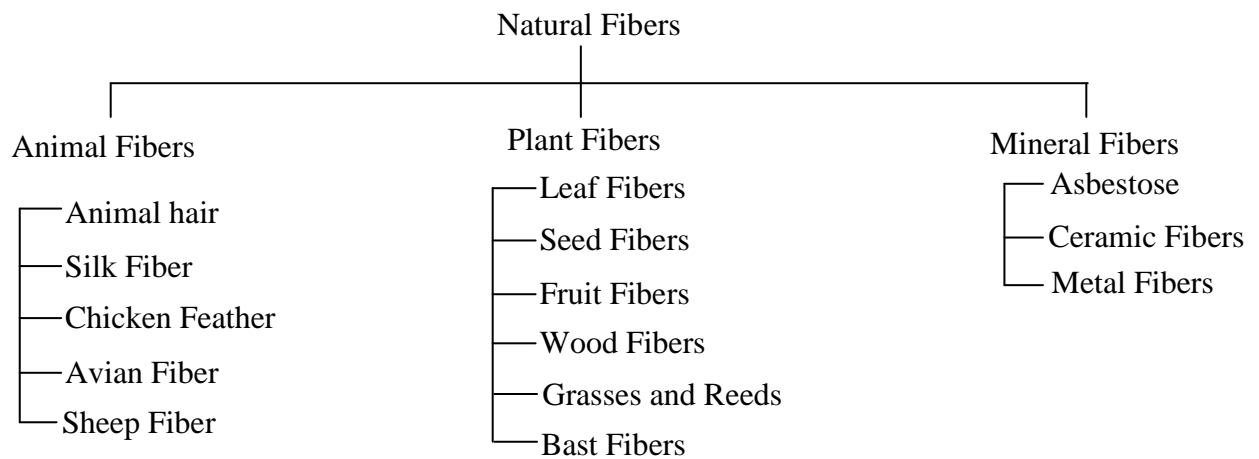 Natural Fibers
Animal Fibers
Animal hair
Silk Fiber
Chicken Feather
Avian Fiber
Sheep Fiber
Plant Fibers
Leaf Fibers
Seed Fibers
Fruit Fibers
Wood Fibers
Grasses and Reeds
Bast Fibers
Mineral Fibers
Asbestose
Ceramic Fibers
Metal Fibers